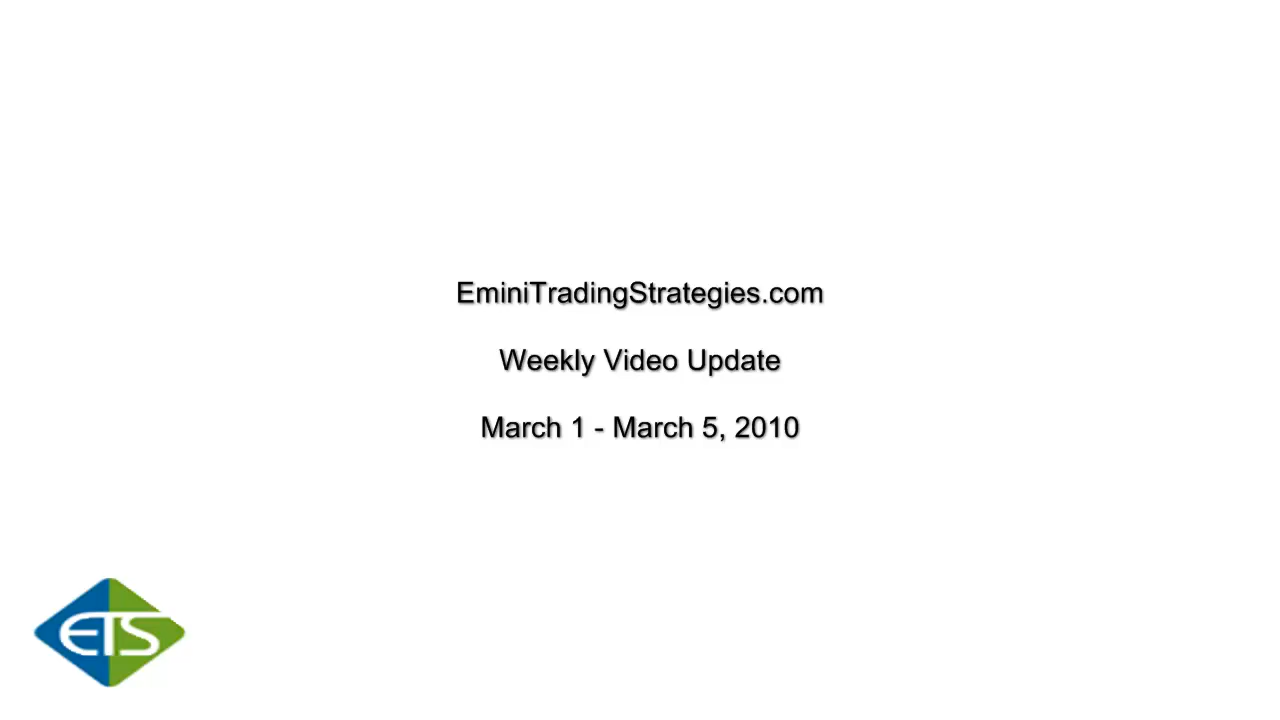 EminiTradingStrategies.com
Weekly Video Update
March 1 - March 5, 2010
ETS